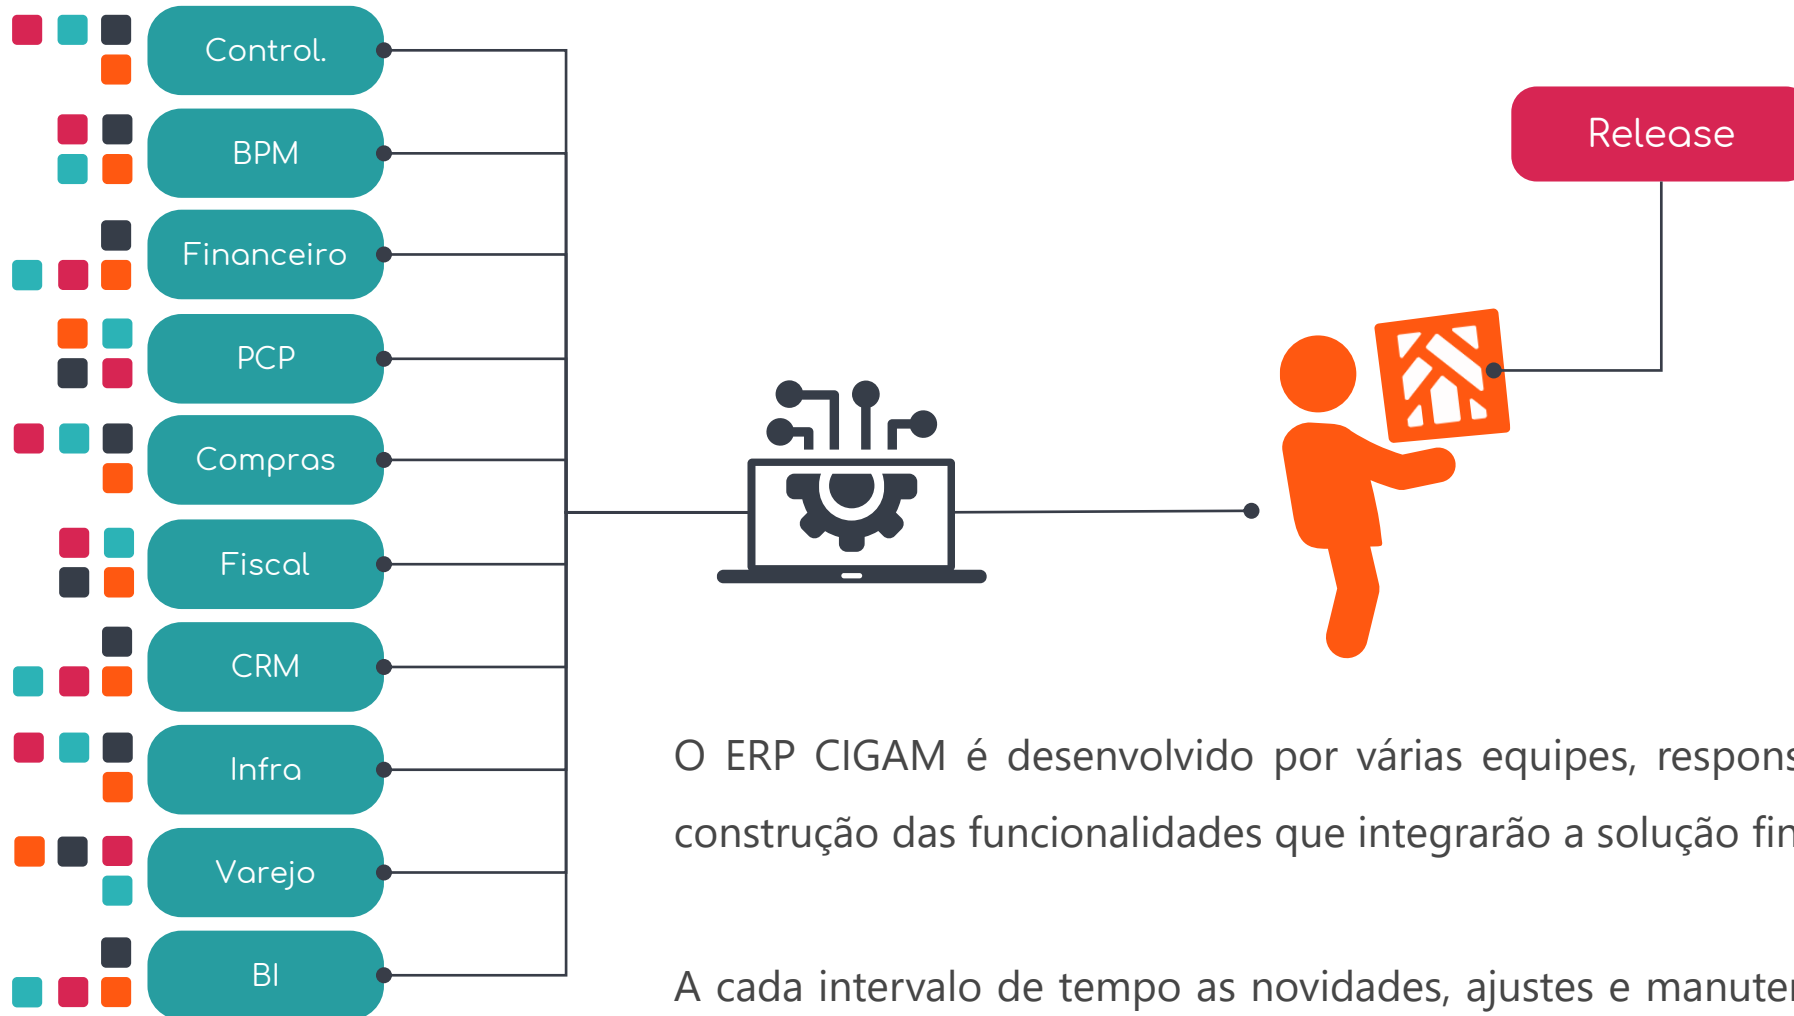 Control.
BPM
Financeiro
PCP
Compras
Fiscal
CRM
Infra
Varejo
BI
Release
O ERP CIGAM é desenvolvido por várias equipes,
construção das funcionalidades que integrarão a solução
A cada intervalo de tempo as novidades, ajustes e